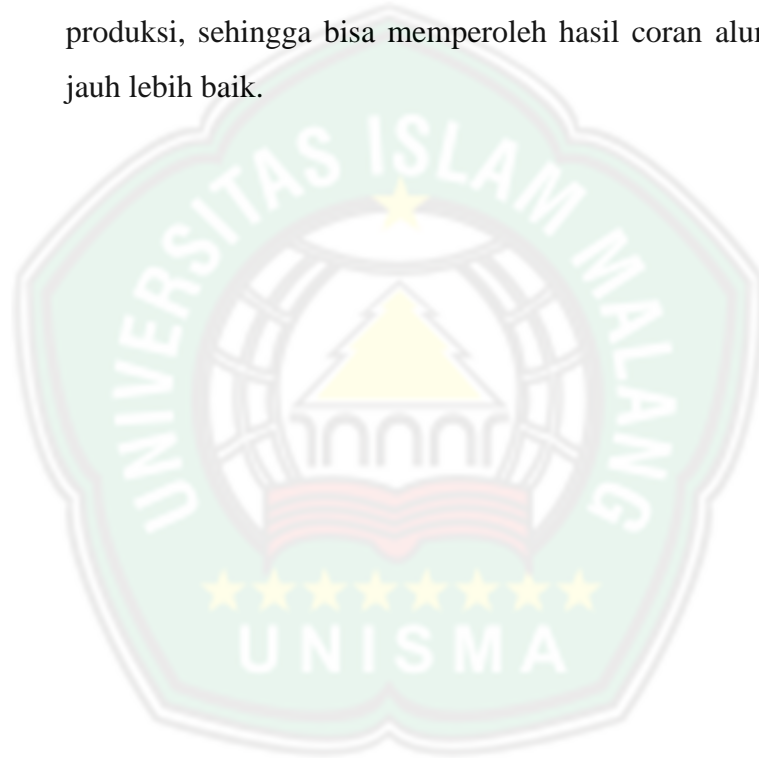 produksi, sehingga bisa memperoleh hasil coran
jauh lebih baik.
UNIVERSITAS ISLAM MALANG
UNISMA